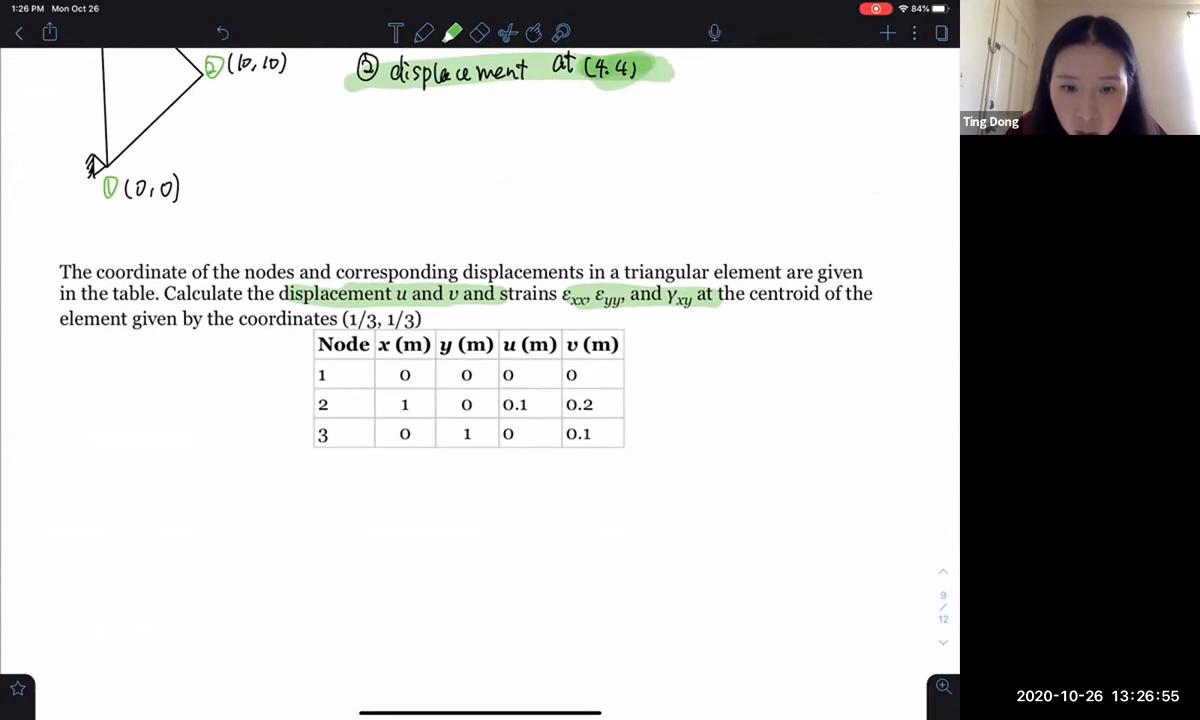 1:26 PM Mon Oct 26
84%
② (10, 10)
② displacement at (4.4)
Ting Dong
① (0, 0)
The coordinate of the nodes and corresponding displacements in a triangular element are given
in the table. Calculate the displacement u and v and strains εxx, εyy, and γxy at the centroid of the
element given by the coordinates (1/3, 1/3)
Node x (m) y (m) u (m) v (m)
1 0 0 0 0
2 1 0 0.1 0.2
3 0 1 0 0.1
9
/
12
2020-10-26 13:26:55